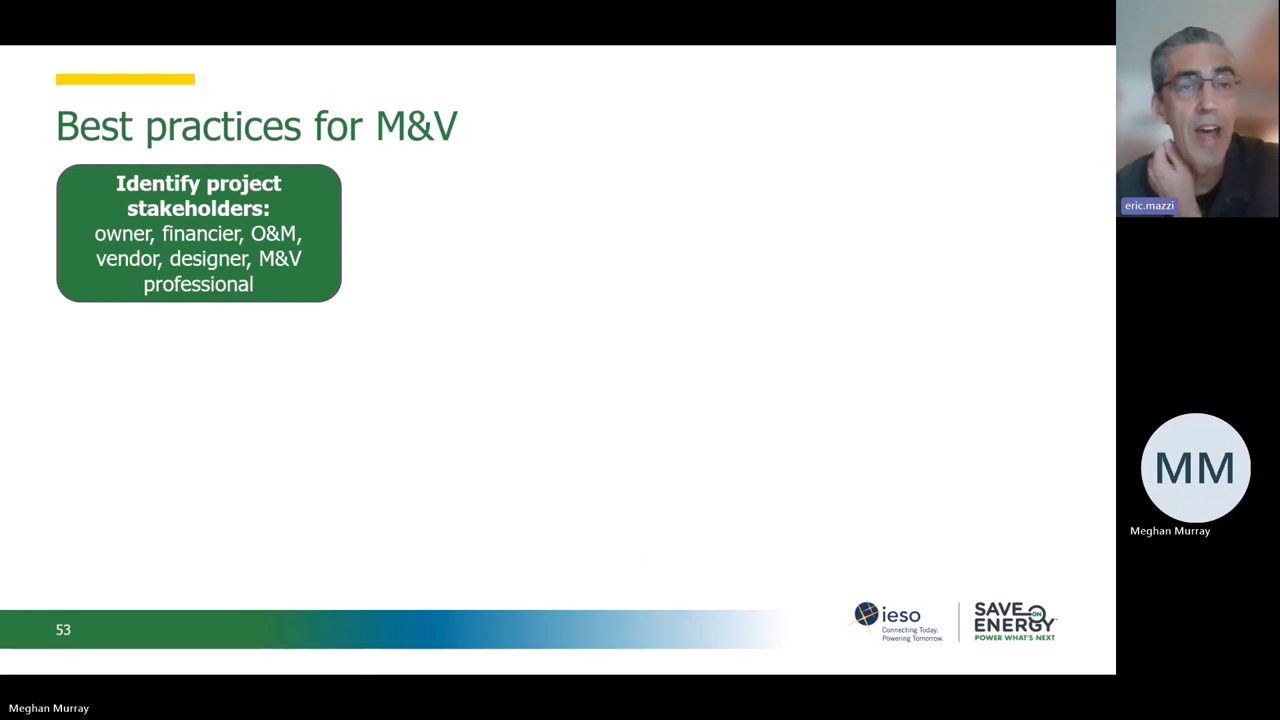 Best practices for M&V
Identify project
stakeholders:
owner, financier, O&M,
vendor, designer, M&V
professional
eric.mazzi
MM
Meghan Murray
53
ieso
Connecting Today.
Powering Tomorrow.
SAVE ON
ENERGY
POWER WHAT'S NEXT
Meghan Murray